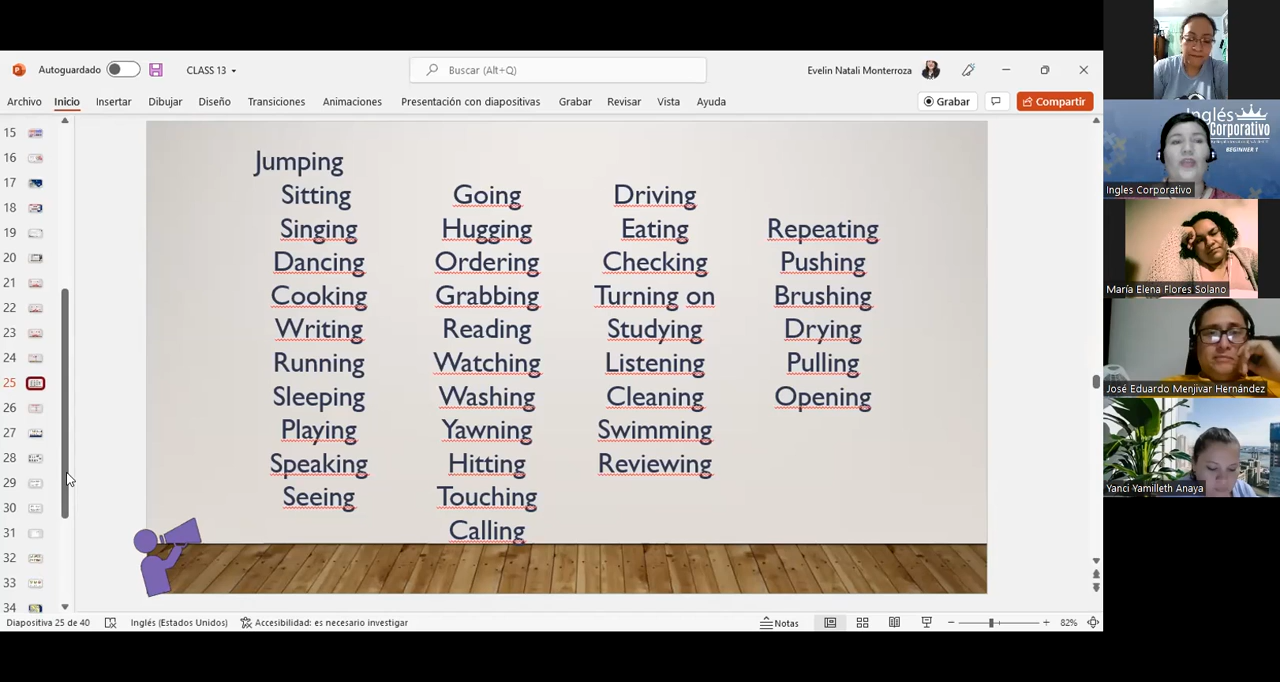 Autoguardado
CLASS 13
Buscar (Alt+Q)
Evelin Natali Monterroza
Archivo Inicio Insertar Dibujar Diseño Transiciones Animaciones Presentación con diapositivas Grabar Revisar Vista Ayuda
Grabar
Compartir
15
16
17
18
19
20
21
22
23
24
25
26
27
28
29
30
31
32
33
34
Jumping
Sitting
Singing
Dancing
Cooking
Writing
Running
Sleeping
Playing
Speaking
Seeing
Going
Hugging
Ordering
Grabbing
Reading
Watching
Washing
Yawning
Hitting
Touching
Calling
Driving
Eating
Checking
Turning on
Studying
Listening
Cleaning
Swimming
Reviewing
Repeating
Pushing
Brushing
Drying
Pulling
Opening
Diapositiva 25 de 40
Inglés (Estados Unidos)
Accesibilidad: es necesario investigar
Notas
82%
Inglés
Corporativo
BEGINNER 1
Ingles Corporativo
María Elena Flores Solano
José Eduardo Menjivar Hernández
Yanci Yamilleth Anaya